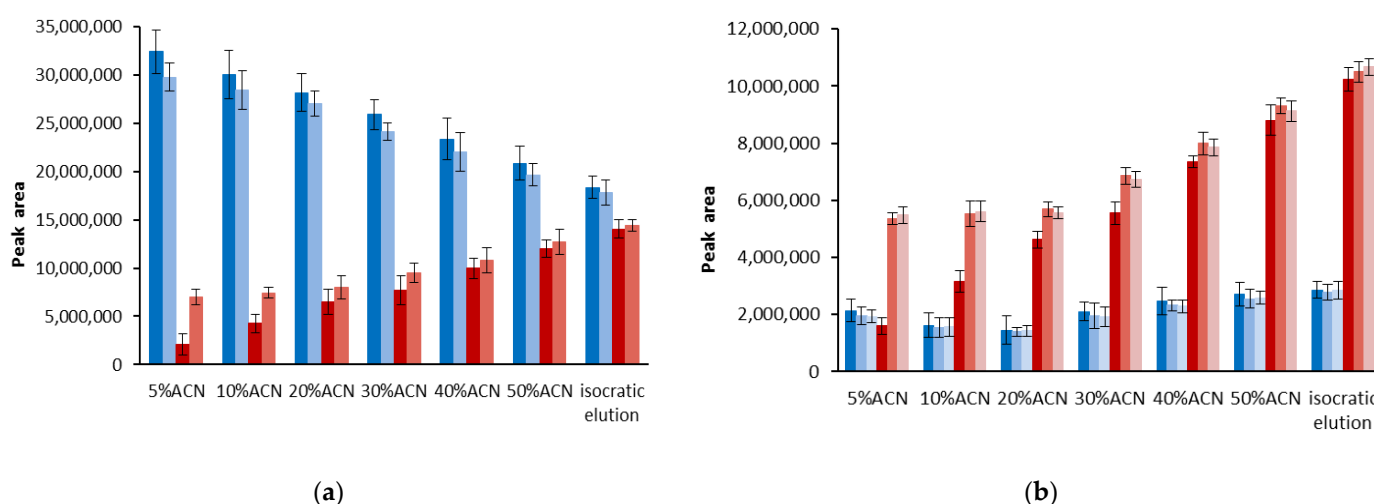 Peak area
35,000,000
30,000,000
25,000,000
20,000,000
15,000,000
10,000,000
5,000,000
0
5%ACN 10%ACN 20%ACN 30%ACN 40%ACN 50%ACN isocratic
elution
(a)
Peak area
12,000,000
10,000,000
8,000,000
6,000,000
4,000,000
2,000,000
0
5%ACN 10%ACN 20%ACN 30%ACN 40%ACN 50%ACN isocratic
elution
(b)